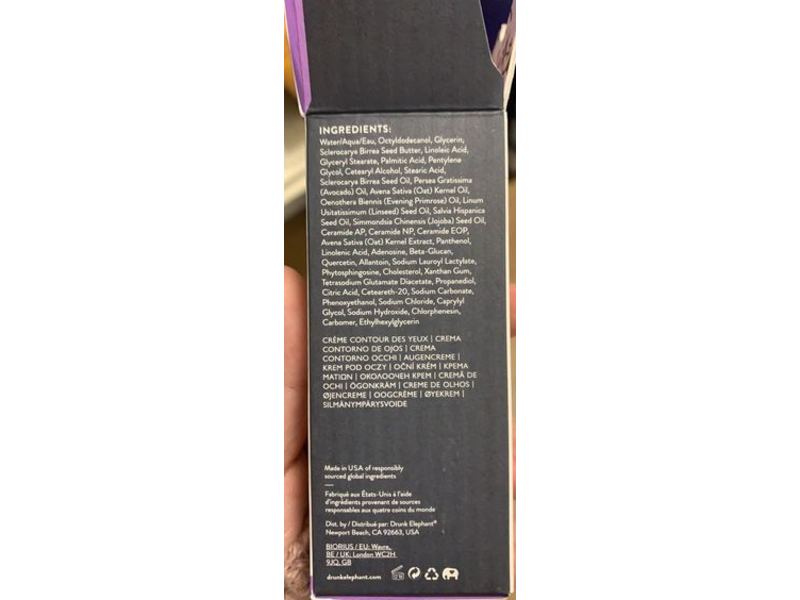 INGREDIENTS:
Water/Aqua/Eau, Octyldodecanol, Glycerin,
Sclerocarya Birrea Seed Butter, Linoleic Acid,
Glyceryl Stearate, Palmitic Acid, Pentylene
Glycol, Cetearyl Alcohol, Stearic Acid,
Sclerocarya Birrea Seed Oil, Persea Gratissima
(Avocado) Oil, Avena Sativa (Oat) Kernel Oil,
Oenothera Biennis (Evening Primrose) Oil, Linum
Usitatissimum (Linseed) Seed Oil, Salvia Hispanica
Seed Oil, Simmondsia Chinensis (Jojoba) Seed Oil,
Ceramide AP, Ceramide NP, Ceramide EOP,
Avena Sativa (Oat) Kernel Extract, Panthenol,
Linolenic Acid, Adenosine, Beta-Glucan,
Quercetin, Allantoin, Sodium Lauroyl Lactylate,
Phytosphingosine, Cholesterol, Xanthan Gum,
Tetrasodium Glutamate Diacetate, Propanediol,
Citric Acid, Ceteareth-20, Sodium Carbonate,
Phenoxyethanol, Sodium Chloride, Caprylyl
Glycol, Sodium Hydroxide, Chlorphenesin,
Carbomer, Ethylhexylglycerin
CRÈME CONTOUR DES YEUX | CREMA
CONTORNO DE OJOS | CREMA
CONTORNO OCCHI | AUGENCREME |
KREM POD OCZY | OČNÍ KRÉM | ΚΡΕΜΑ
ΜΑΤΙΩΝ | ОКОЛООЧЕН КРЕМ | CREMĂ DE
OCHI | ÖGONKRÄM | CREME DE OLHOS |
ØJENCREME | OOGCRÈME | ØYEKREM |
SILMÄNYMPÄRYSVOIDE
Made in USA of responsibly
sourced global ingredients
—
Fabriqué aux États-Unis à l'aide
d'ingrédients provenant de sources
responsables aux quatre coins du monde
Dist. by / Distribué par: Drunk Elephant®
Newport Beach, CA 92663, USA
BIORIUS / EU: Wavre,
BE / UK: London WC2H
9JQ, GB
drunkelephant.com